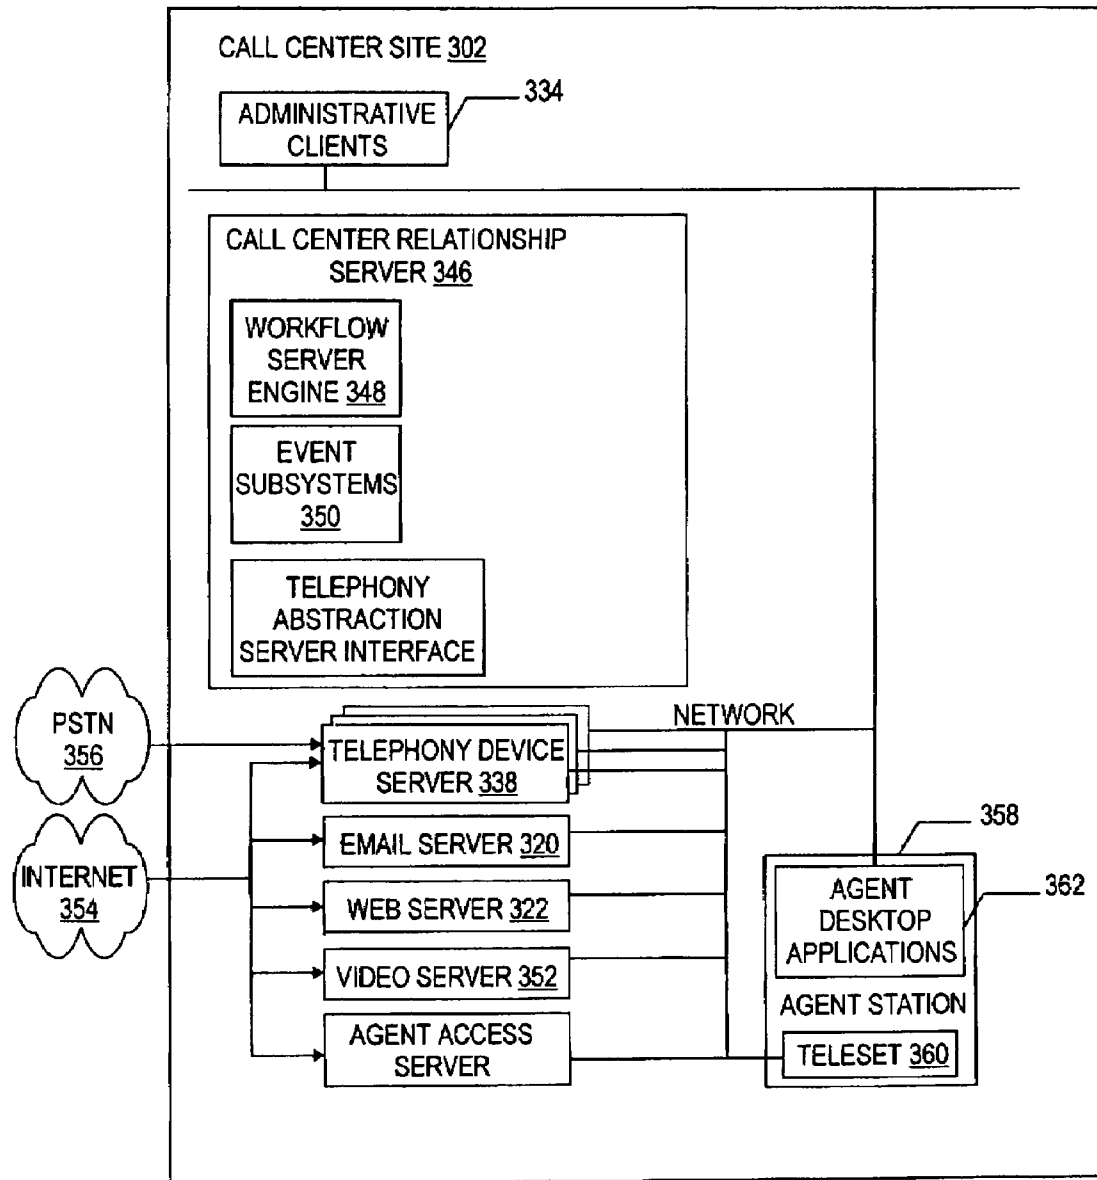 CALL CENTER SITE 302
334
ADMINISTRATIVE
CLIENTS
CALL CENTER RELATIONSHIP
SERVER 346
WORKFLOW
SERVER
ENGINE 348
EVENT
SUBSYSTEMS
350
TELEPHONY
ABSTRACTION
SERVER INTERFACE
PSTN
356
NETWORK
TELEPHONY DEVICE
SERVER 338
INTERNET
354
EMAIL SERVER 320
WEB SERVER 322
VIDEO SERVER 352
AGENT ACCESS
SERVER
358
362
AGENT
DESKTOP
APPLICATIONS
AGENT STATION
TELESET 360